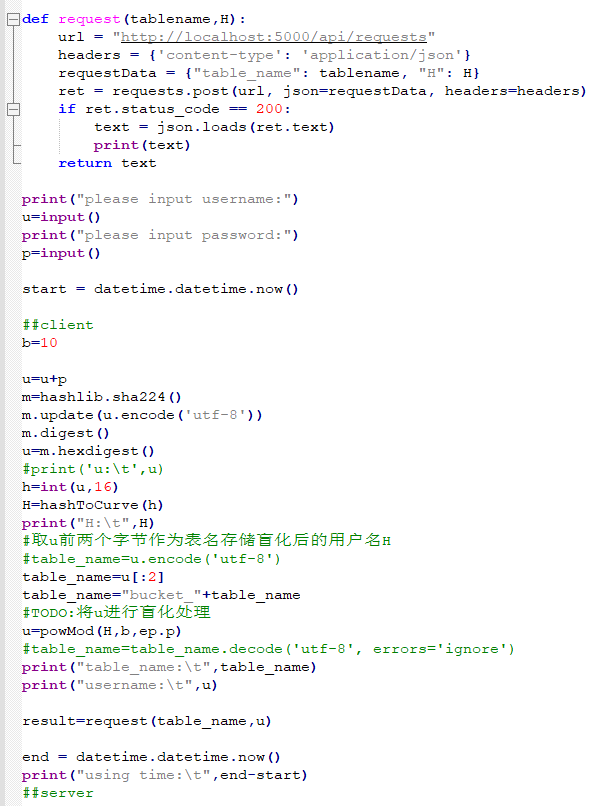 def request(tablename,H):
    url = "http://localhost:5000/api/requests"
    headers = {'content-type': 'application/json'}
    requestData = {"table_name": tablename, "H": H}
    ret = requests.post(url, json=requestData, headers=headers)
    if ret.status_code == 200:
        text = json.loads(ret.text)
        print(text)
    return text
print("please input username:")
u=input()
print("please input password:")
p=input()
start = datetime.datetime.now()
##client
b=10
u=u+p
m=hashlib.sha224()
m.update(u.encode('utf-8'))
m.digest()
u=m.hexdigest()
#print('u:\t',u)
h=int(u,16)
H=hashToCurve(h)
print("H:\t",H)
#取u前两个字节作为表名存储盲化后的用户名H
#table_name=u.encode('utf-8')
table_name=u[:2]
table_name="bucket_"+table_name
#TODO:将u进行盲化处理
u=powMod(H,b,ep.p)
#table_name=table_name.decode('utf-8', errors='ignore')
print("table_name:\t",table_name)
print("username:\t",u)
result=request(table_name,u)
end = datetime.datetime.now()
print("using time:\t",end-start)
##server